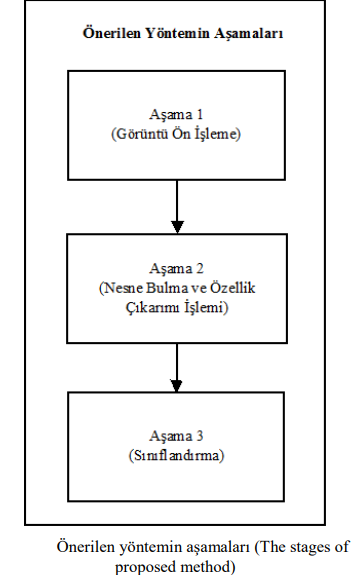 Önerilen Yöntemin Aşamaları
Aşama 1
(Görüntü Ön İşleme)
Aşama 2
(Nesne Bulma ve Özellik
Çıkarımı İşlemi)
Aşama 3
(Sınıflandırma)
Önerilen yöntemin aşamaları (The stages of
proposed method)